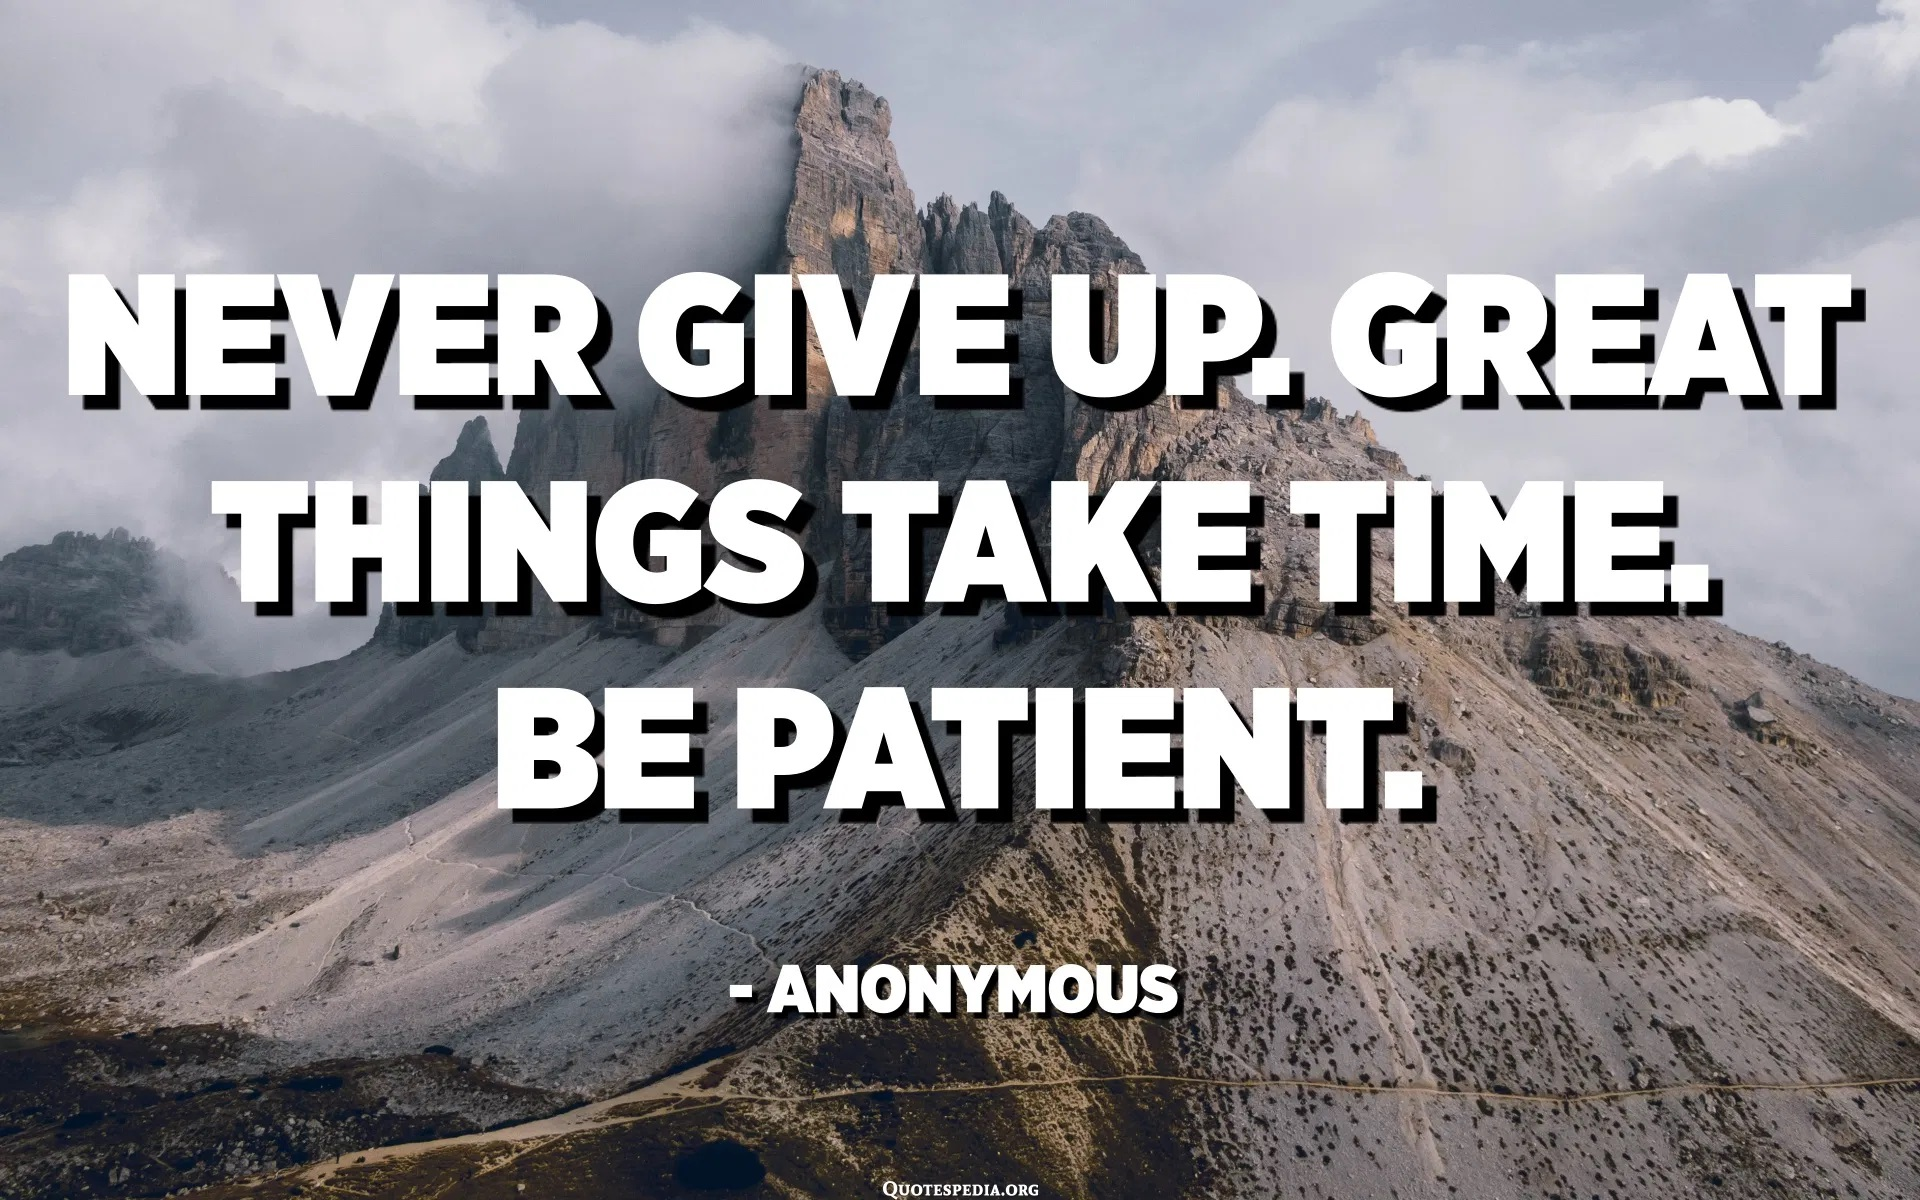 NEVER GIVE UP. GREAT
THINGS TAKE TIME.
BE PATIENT.
- ANONYMOUS
QUOTESPEDIA.ORG